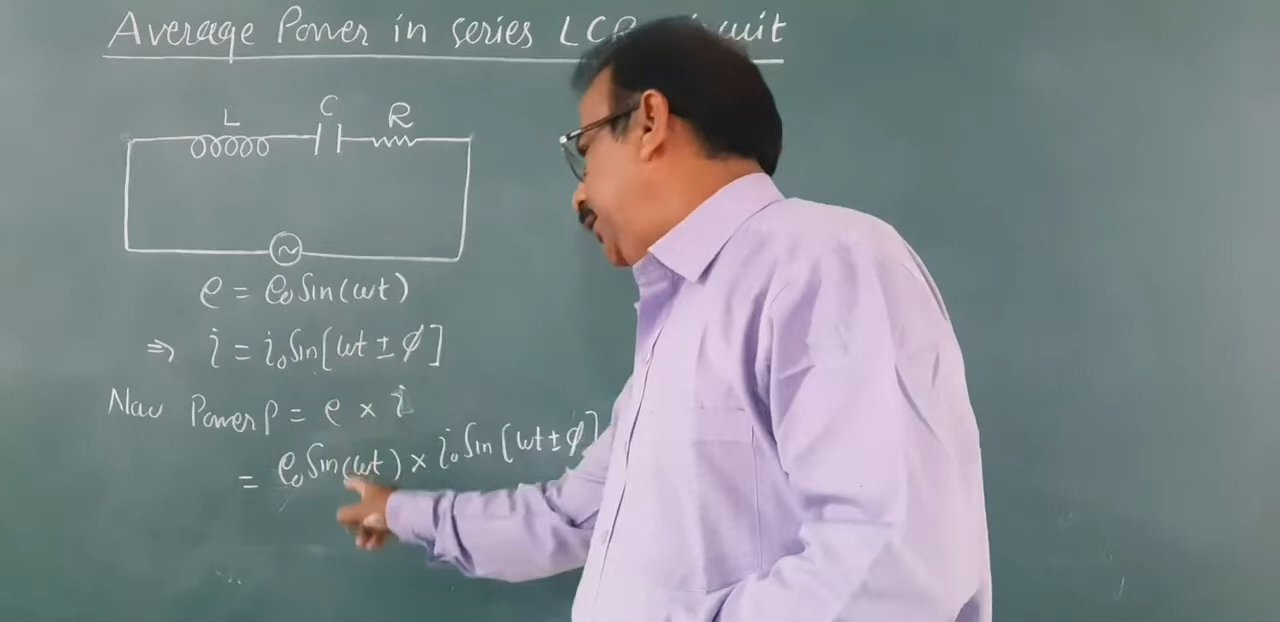 Average Power in series LCR circuit
L C R
e = e₀ Sin(ωt)
⇒ i = i₀ Sin[ωt ± φ]
Now Power P = e × i
= e₀ Sin(ωt) × i₀ Sin[ωt ± φ]